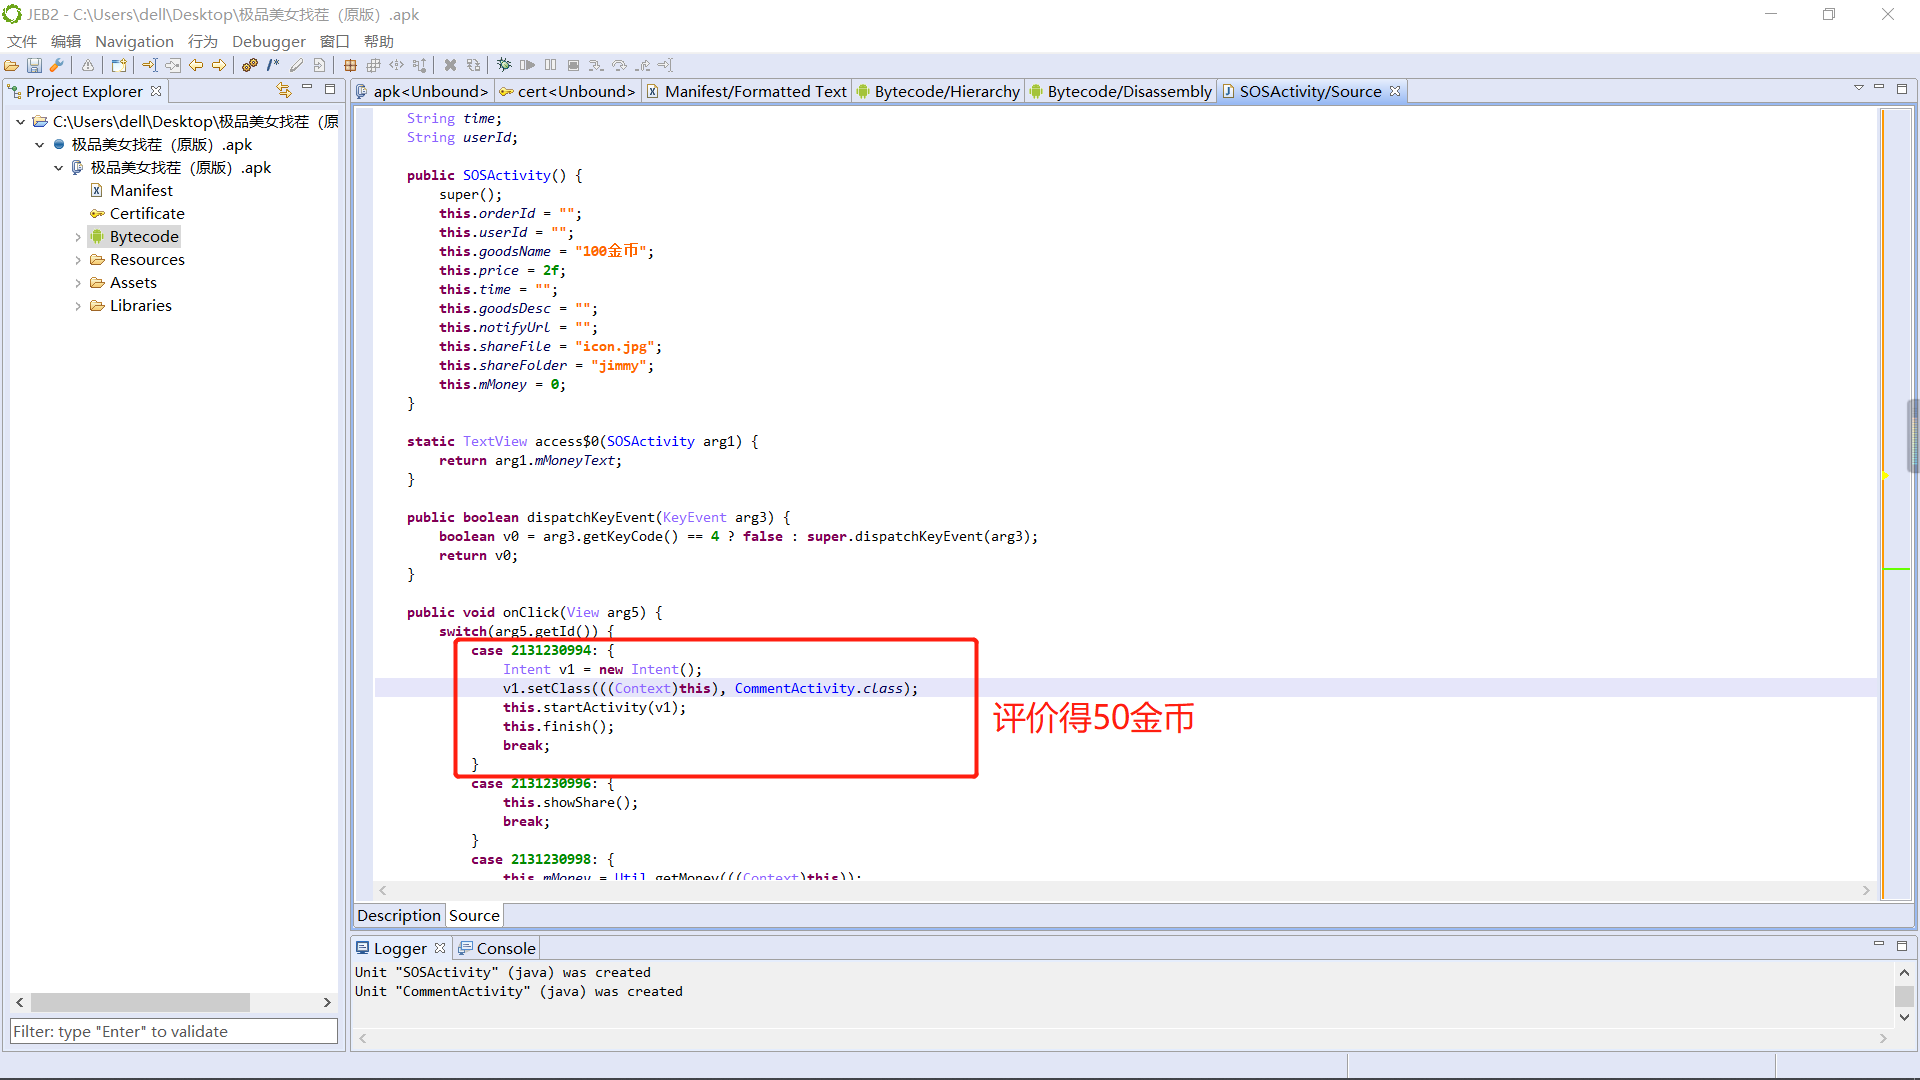 JEB2 - C:\Users\dell\Desktop\极品美女找茬（原版）.apk
文件 编辑 Navigation 行为 Debugger 窗口 帮助
Project Explorer
C:\Users\dell\Desktop\极品美女找茬（原
极品美女找茬（原版）.apk
极品美女找茬（原版）.apk
Manifest
Certificate
Bytecode
Resources
Assets
Libraries
Filter: type "Enter" to validate
apk<Unbound> cert<Unbound> Manifest/Formatted Text Bytecode/Hierarchy Bytecode/Disassembly SOSActivity/Source
String time;
String userId;
public SOSActivity() {
super();
this.orderId = "";
this.userId = "";
this.goodsName = "100金币";
this.price = 2f;
this.time = "";
this.goodsDesc = "";
this.notifyUrl = "";
this.shareFile = "icon.jpg";
this.shareFolder = "jimmy";
this.mMoney = 0;
}
static TextView access$0(SOSActivity arg1) {
return arg1.mMoneyText;
}
public boolean dispatchKeyEvent(KeyEvent arg3) {
boolean v0 = arg3.getKeyCode() == 4 ? false : super.dispatchKeyEvent(arg3);
return v0;
}
public void onClick(View arg5) {
switch(arg5.getId()) {
case 2131230994: {
Intent v1 = new Intent();
v1.setClass(((Context)this), CommentActivity.class);
this.startActivity(v1);
this.finish();
break;
}
评价得50金币
case 2131230996: {
this.showShare();
break;
}
case 2131230998: {
this.mMoney = Util.getMoney(((Context)this));
Description Source
Logger Console
Unit "SOSActivity" (java) was created
Unit "CommentActivity" (java) was created